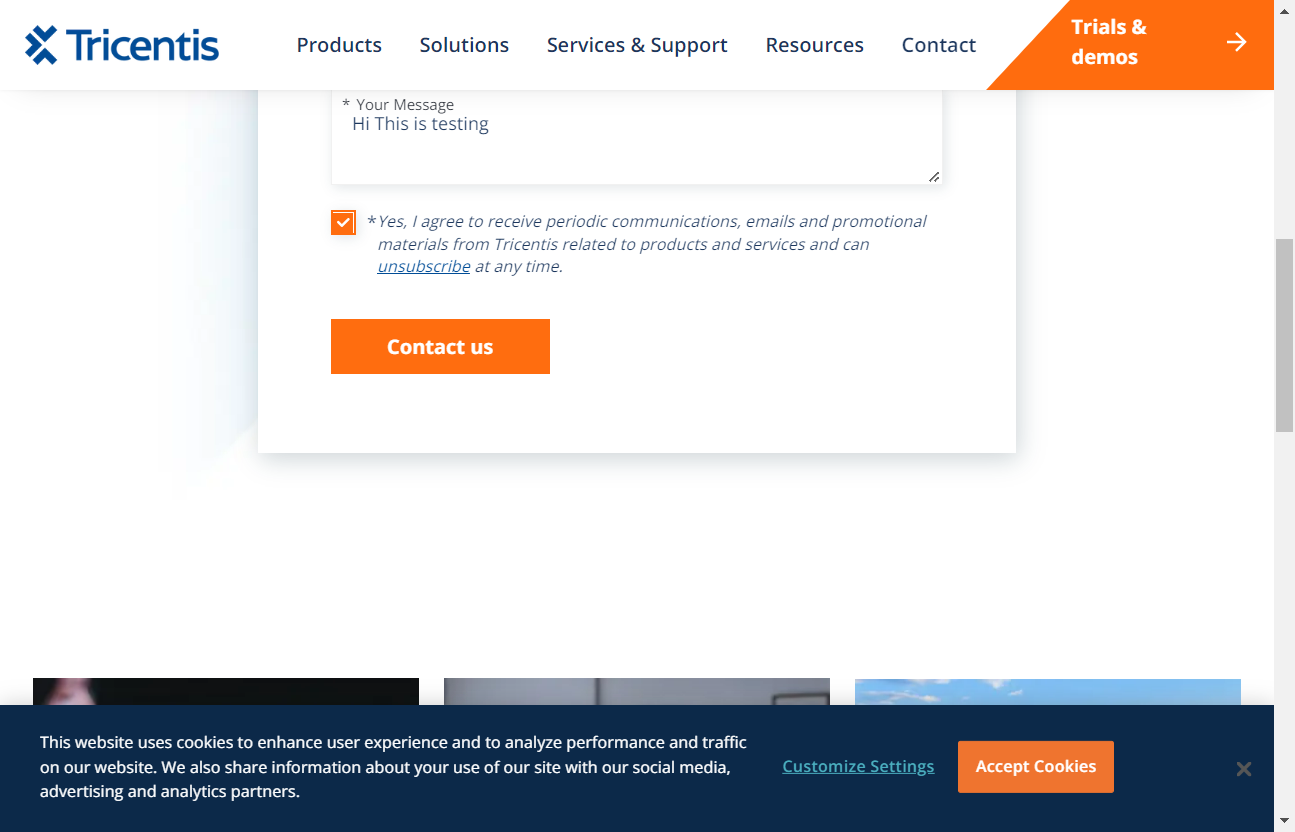 Tricentis
Products Solutions Services & Support Resources Contact
Trials &
demos
* Your Message
Hi This is testing
*Yes, I agree to receive periodic communications, emails and promotional
materials from Tricentis related to products and services and can
unsubscribe at any time.
Contact us
This website uses cookies to enhance user experience and to analyze performance and traffic
on our website. We also share information about your use of our site with our social media,
advertising and analytics partners.
Customize Settings
Accept Cookies